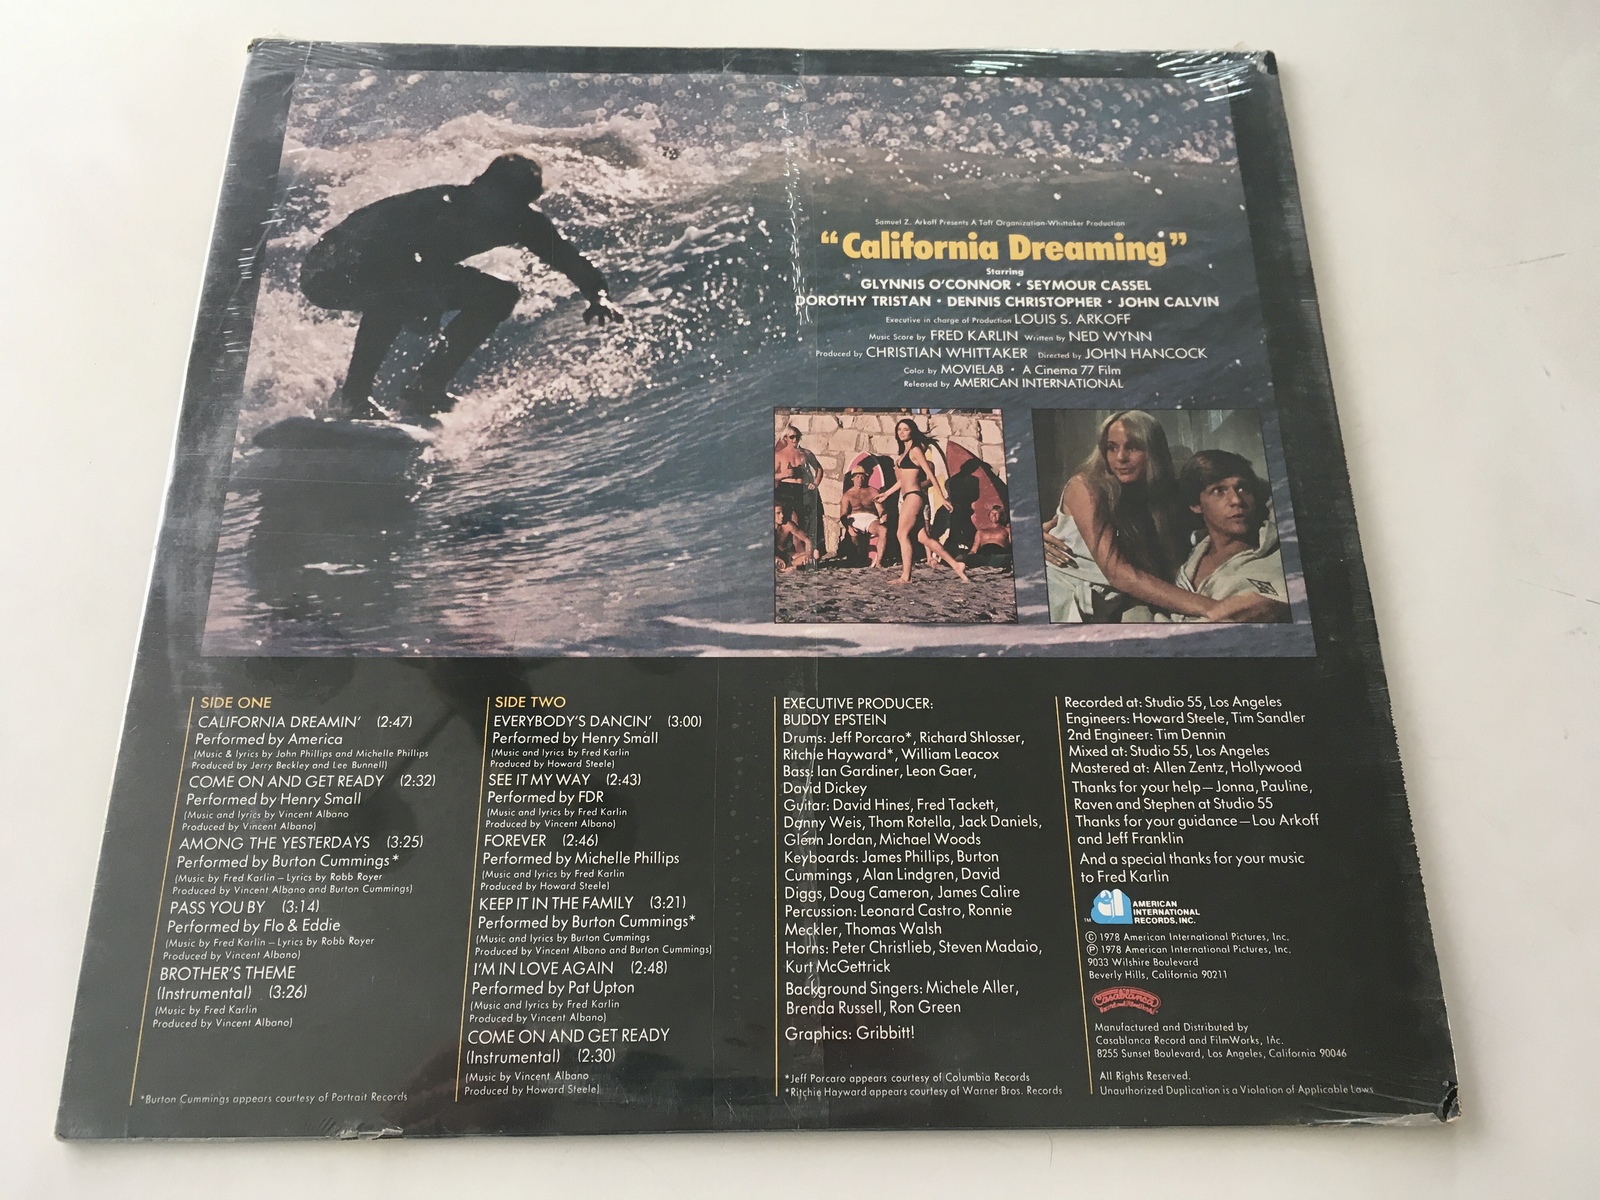 Samuel Z. Arkoff Presents A Taft Organization-Whittaker Production
“California Dreaming”
Starring
GLYNNIS O'CONNOR • SEYMOUR CASSEL
DOROTHY TRISTAN • DENNIS CHRISTOPHER • JOHN CALVIN
Executive in charge of Production LOUIS S. ARKOFF
Music Score by FRED KARLIN Written by NED WYNN
Produced by CHRISTIAN WHITTAKER Directed by JOHN HANCOCK
Color by MOVIELAB • A Cinema 77 Film
Released by AMERICAN INTERNATIONAL
SIDE ONE
CALIFORNIA DREAMIN' (2:47)
Performed by America
(Music & lyrics by John Phillips and Michelle Phillips
Produced by Jerry Beckley and Lee Bunnell)
COME ON AND GET READY (2:32)
Performed by Henry Small
(Music and lyrics by Vincent Albano
Produced by Vincent Albano)
AMONG THE YESTERDAYS (3:25)
Performed by Burton Cummings*
(Music by Fred Karlin – Lyrics by Robb Royer
Produced by Vincent Albano and Burton Cummings)
PASS YOU BY (3:14)
Performed by Flo & Eddie
(Music by Fred Karlin – Lyrics by Robb Royer
Produced by Vincent Albano)
BROTHER'S THEME
(Instrumental) (3:26)
(Music by Fred Karlin
Produced by Vincent Albano)
*Burton Cummings appears courtesy of Portrait Records
SIDE TWO
EVERYBODY'S DANCIN' (3:00)
Performed by Henry Small
(Music and lyrics by Fred Karlin
Produced by Howard Steele)
SEE IT MY WAY (2:43)
Performed by FDR
(Music and lyrics by Fred Karlin
Produced by Vincent Albano)
FOREVER (2:46)
Performed by Michelle Phillips
(Music and lyrics by Fred Karlin
Produced by Howard Steele)
KEEP IT IN THE FAMILY (3:21)
Performed by Burton Cummings*
(Music and lyrics by Burton Cummings
Produced by Vincent Albano and Burton Cummings)
I'M IN LOVE AGAIN (2:48)
Performed by Pat Upton
(Music and lyrics by Fred Karlin
Produced by Vincent Albano)
COME ON AND GET READY
(Instrumental) (2:30)
(Music by Vincent Albano
Produced by Howard Steele)
EXECUTIVE PRODUCER:
BUDDY EPSTEIN
Drums: Jeff Porcaro*, Richard Shlosser,
Ritchie Hayward*, William Leacox
Bass: Ian Gardiner, Leon Gaer,
David Dickey
Guitar: David Hines, Fred Tackett,
Danny Weis, Thom Rotella, Jack Daniels,
Glenn Jordan, Michael Woods
Keyboards: James Phillips, Burton
Cummings , Alan Lindgren, David
Diggs, Doug Cameron, James Calire
Percussion: Leonard Castro, Ronnie
Meckler, Thomas Walsh
Horns: Peter Christlieb, Steven Madaio,
Kurt McGettrick
Background Singers: Michele Aller,
Brenda Russell, Ron Green
Graphics: Gribbitt!
*Jeff Porcaro appears courtesy of Columbia Records
*Ritchie Hayward appears courtesy of Warner Bros. Records
Recorded at: Studio 55, Los Angeles
Engineers: Howard Steele, Tim Sandler
2nd Engineer: Tim Dennin
Mixed at: Studio 55, Los Angeles
Mastered at: Allen Zentz, Hollywood
Thanks for your help—Jonna, Pauline,
Raven and Stephen at Studio 55
Thanks for your guidance—Lou Arkoff
and Jeff Franklin
And a special thanks for your music
to Fred Karlin
TM
AMERICAN
INTERNATIONAL
RECORDS, INC.
© 1978 American International Pictures, Inc.
℗ 1978 American International Pictures, Inc.
9033 Wilshire Boulevard
Beverly Hills, California 90211
Casablanca
Manufactured and Distributed by
Casablanca Record and FilmWorks, Inc.
8255 Sunset Boulevard, Los Angeles, California 90046
All Rights Reserved.
Unauthorized Duplication is a Violation of Applicable Laws